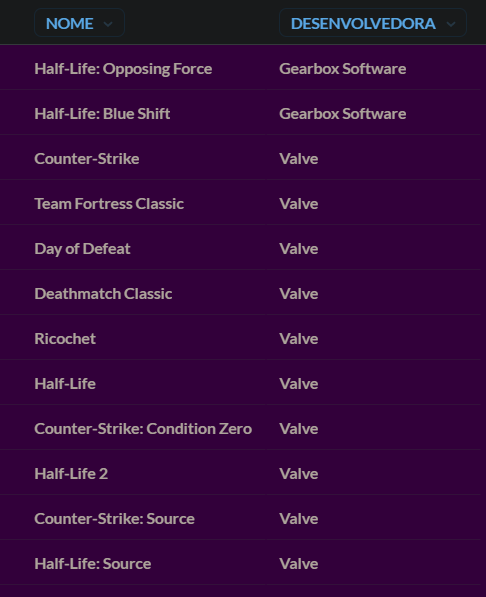 NOME DESENVOLVEDORA
Half-Life: Opposing Force Gearbox Software
Half-Life: Blue Shift Gearbox Software
Counter-Strike Valve
Team Fortress Classic Valve
Day of Defeat Valve
Deathmatch Classic Valve
Ricochet Valve
Half-Life Valve
Counter-Strike: Condition Zero Valve
Half-Life 2 Valve
Counter-Strike: Source Valve
Half-Life: Source Valve